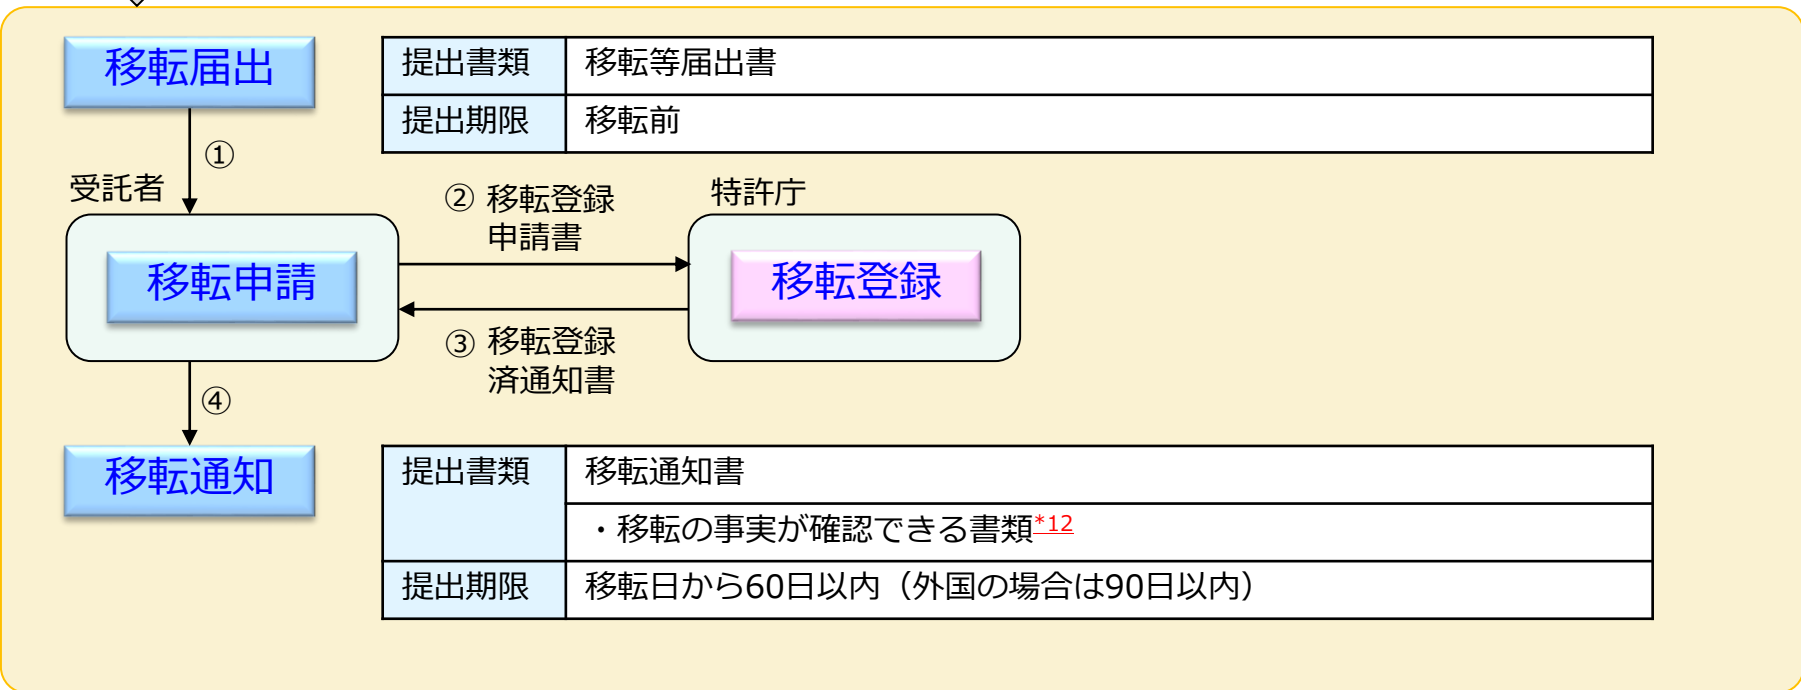 移転届出
提出書類 移転等届出書
提出期限 移転前
①
受託者
② 移転登録
申請書
特許庁
移転申請
移転登録
③ 移転登録
済通知書
④
移転通知
提出書類 移転通知書
・移転の事実が確認できる書類*12
提出期限 移転日から60日以内（外国の場合は90日以内）